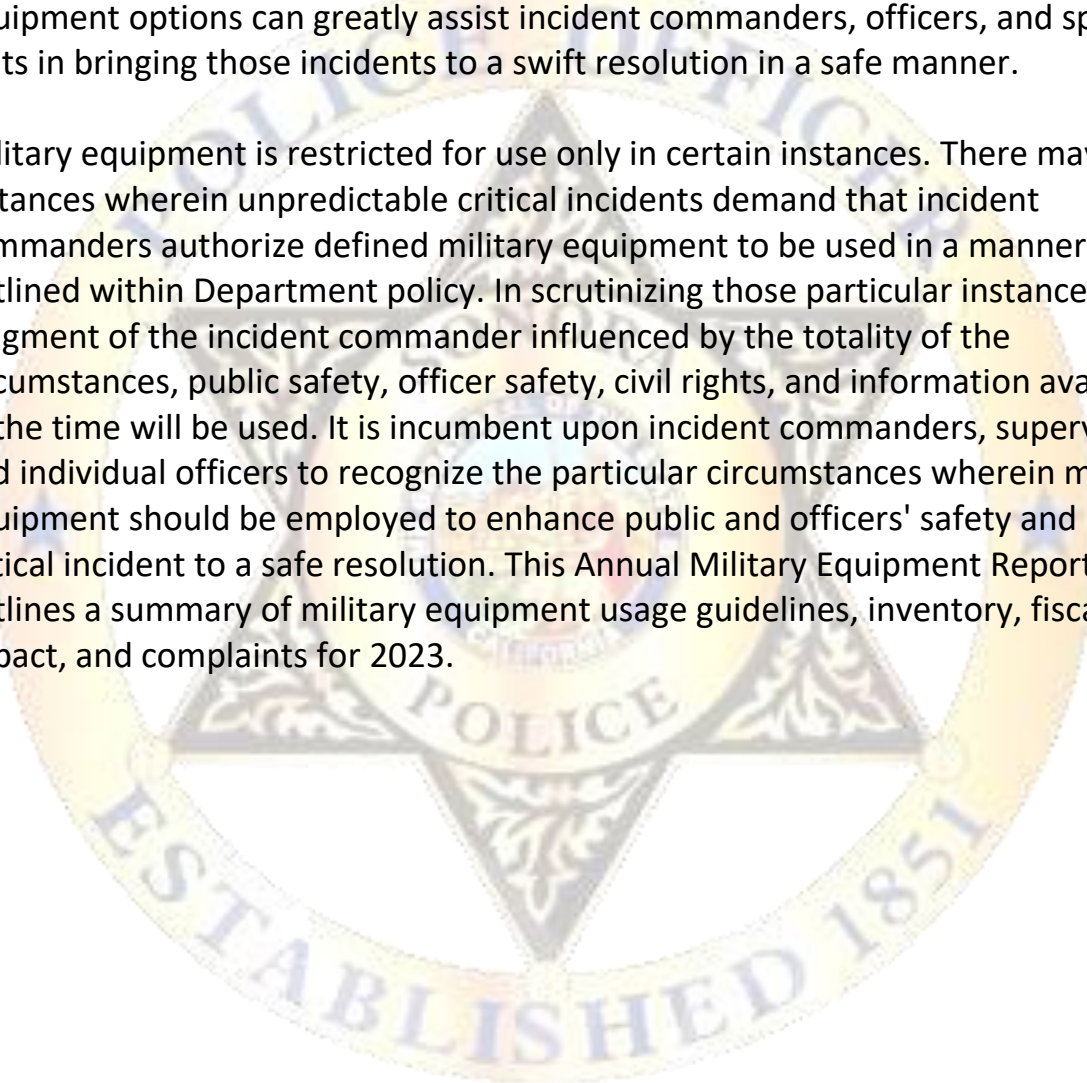 uipment options can greatly assist incident commanders, officers, and sp
ts in bringing those incidents to a swift resolution in a safe manner.
litary equipment is restricted for use only in certain instances. There may
tances wherein unpredictable critical incidents demand that incident
mmanders authorize defined military equipment to be used in a manner
tlined within Department policy. In scrutinizing those particular instance
gment of the incident commander influenced by the totality of the
cumstances, public safety, officer safety, civil rights, and information ava
the time will be used. It is incumbent upon incident commanders, superv
d individual officers to recognize the particular circumstances wherein m
uipment should be employed to enhance public and officers' safety and
tical incident to a safe resolution. This Annual Military Equipment Report
tlines a summary of military equipment usage guidelines, inventory, fisca
pact, and complaints for 2023.
POLICE OFFICER
POLICE
ESTABLISHED 1851